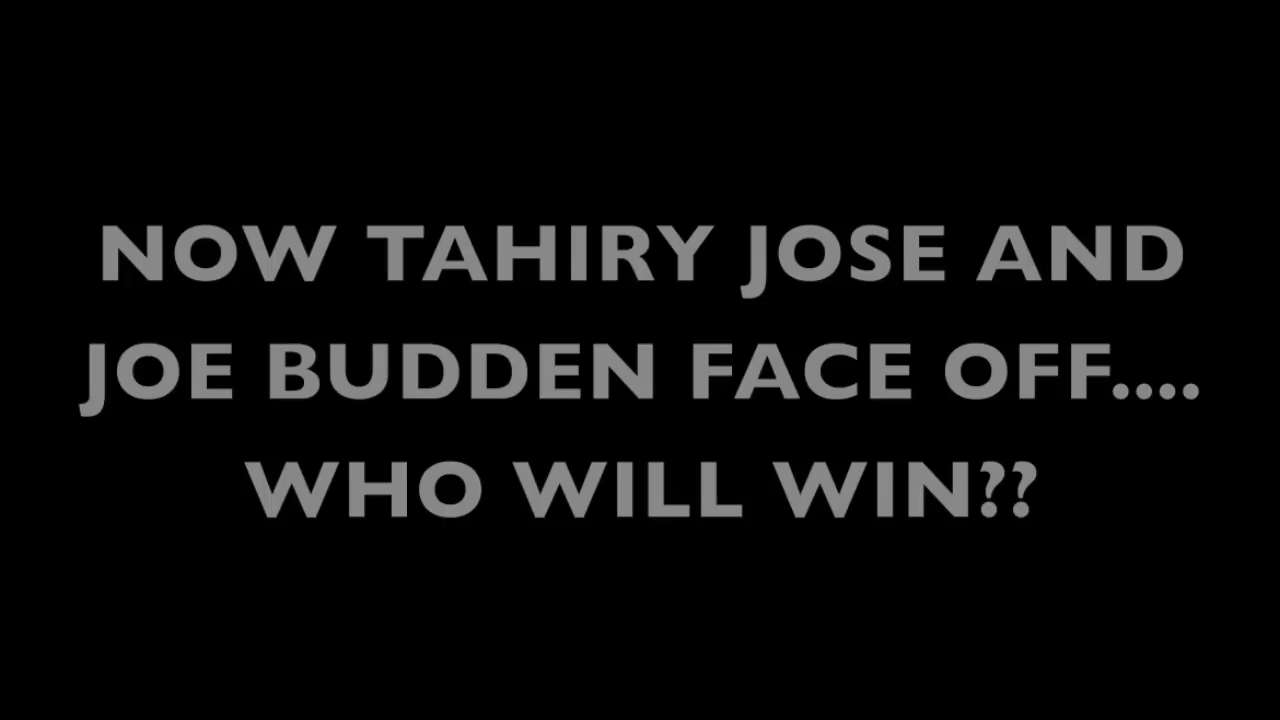 NOW TAHIRY JOSE AND
JOE BUDDEN FACE OFF....
WHO WILL WIN??